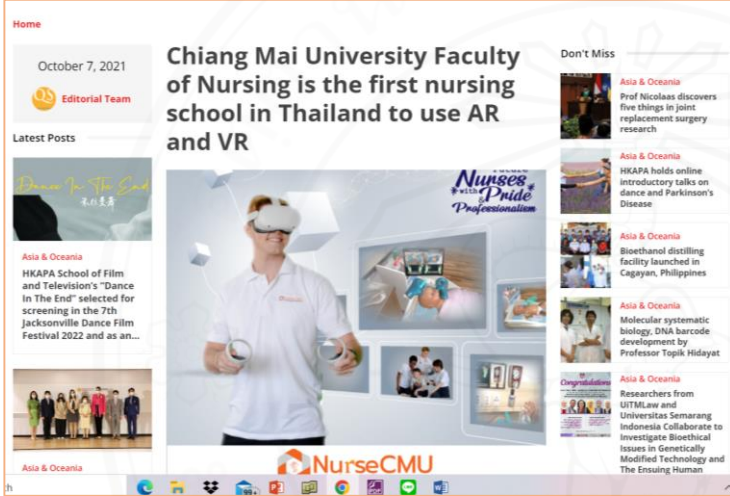 Home
October 7, 2021
Editorial Team
Latest Posts
Dance In The End
Asia & Oceania
HKAPA School of Film
and Television's "Dance
In The End" selected for
screening in the 7th
Jacksonville Dance Film
Festival 2022 and as an...
Asia & Oceania
Chiang Mai University Faculty
of Nursing is the first nursing
school in Thailand to use AR
and VR
Nurses
with Pride
Professionalism
NurseCMU
Don't Miss
Asia & Oceania
Prof Nicolaas discovers
five things in joint
replacement surgery
research
Asia & Oceania
HKAPA holds online
introductory talks on
dance and Parkinson's
Disease
Asia & Oceania
Bioethanol distilling
facility launched in
Cagayan, Philippines
Asia & Oceania
Molecular systematic
biology, DNA barcode
development by
Professor Topik Hidayat
Congratulations
Asia & Oceania
Researchers from
UiTMLaw and
Universitas Semarang
Indonesia Collaborate to
Investigate Bioethical
Issues in Genetically
Modified Technology and
The Ensuing Human
99+